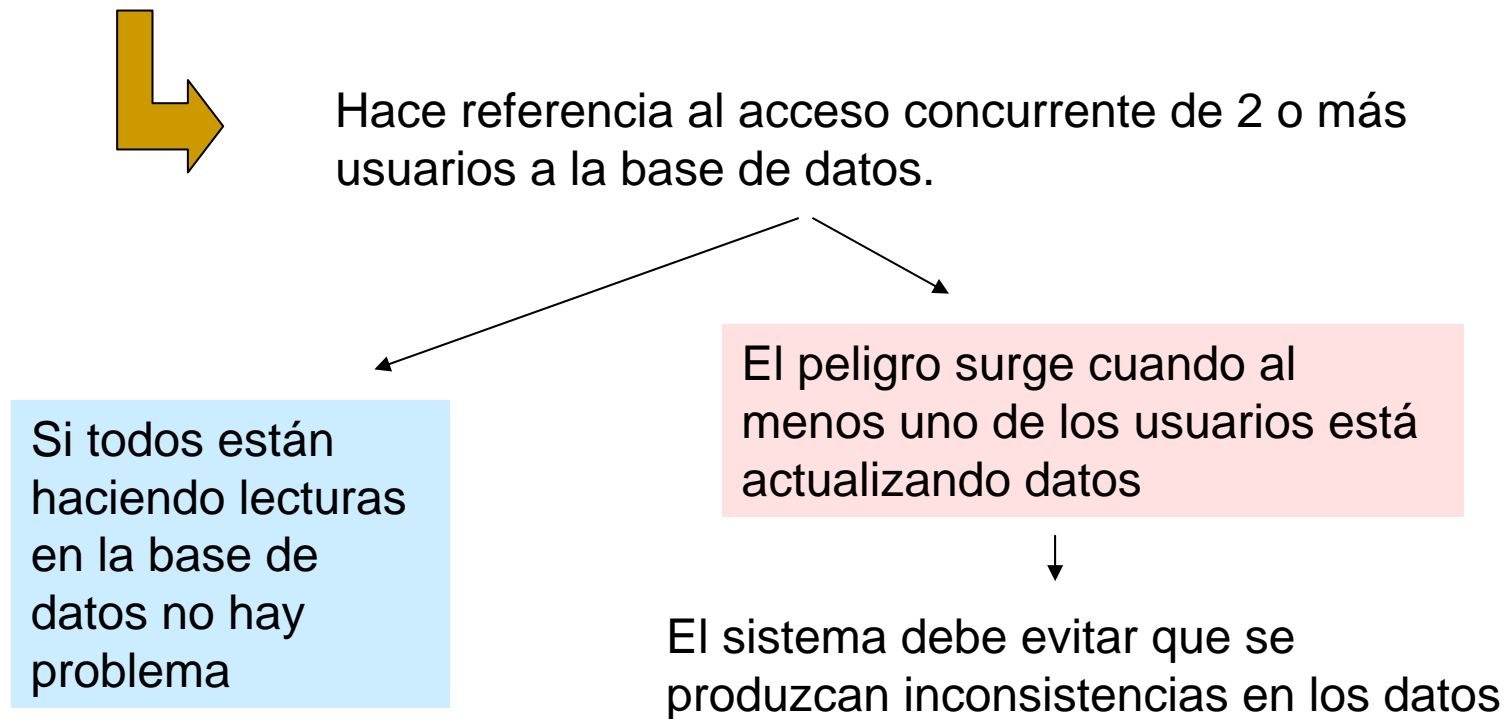 Hace referencia al acceso concurrente de 2 o más
usuarios a la base de datos.
Si todos están
haciendo lecturas
en la base de
datos no hay
problema
El peligro surge cuando al
menos uno de los usuarios está
actualizando datos
El sistema debe evitar que se
produzcan inconsistencias en los datos